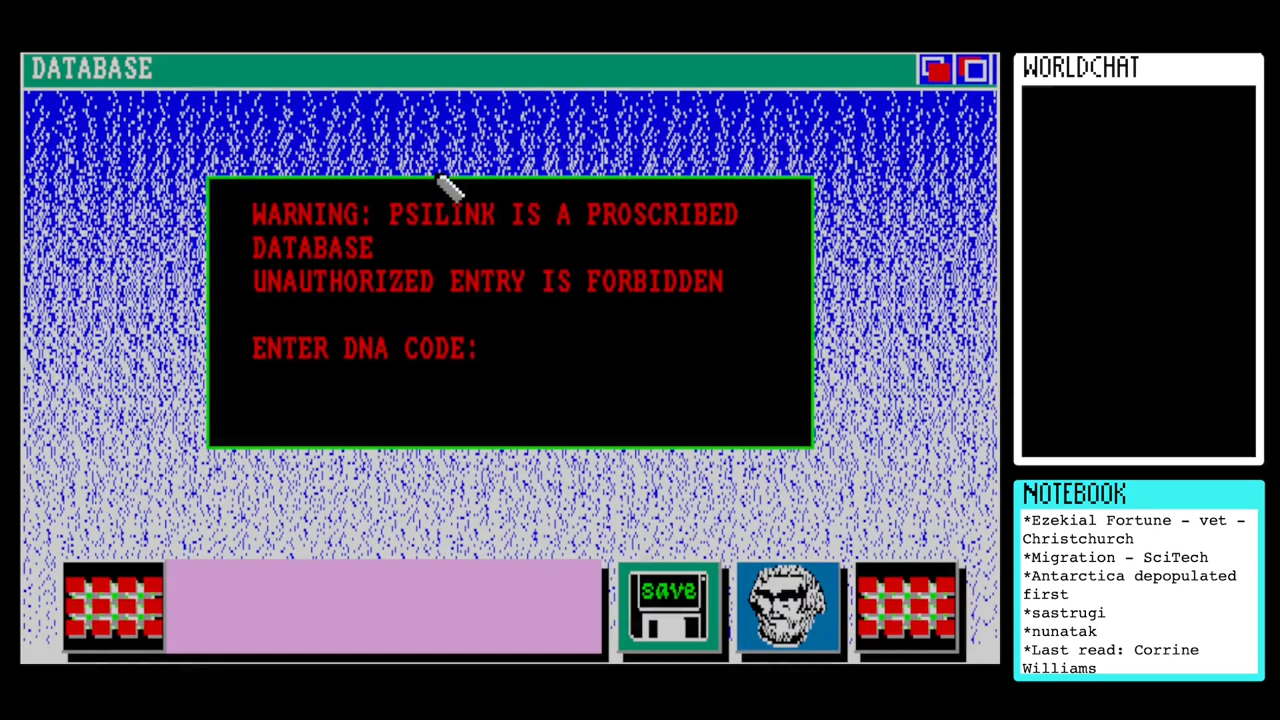 DATABASE
WARNING: PSILINK IS A PROSCRIBED
DATABASE
UNAUTHORIZED ENTRY IS FORBIDDEN
ENTER DNA CODE:
save
WORLDCHAT
NOTEBOOK
*Ezekial Fortune - vet -
Christchurch
*Migration - SciTech
*Antarctica depopulated
first
*sastrugi
*nunatak
*Last read: Corrine
Williams